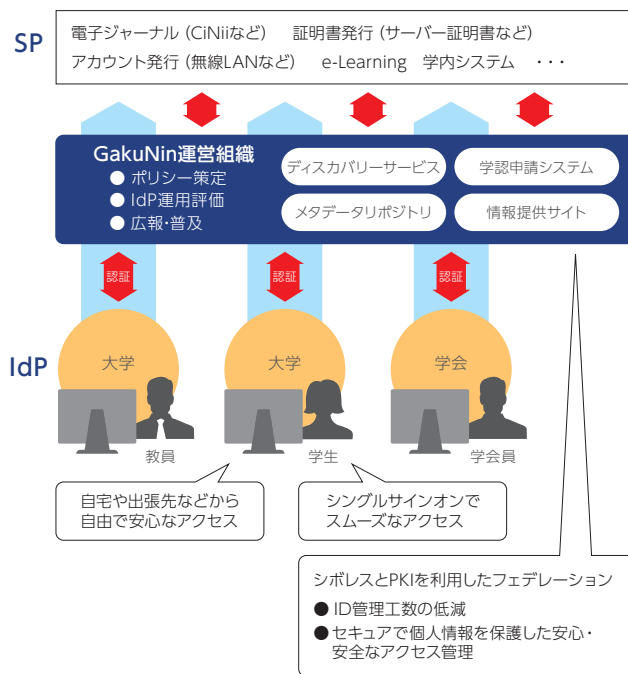 SP
電子ジャーナル (CiNiiなど)　証明書発行 (サーバー証明書など)
アカウント発行 (無線LANなど)　e-Learning　学内システム　・・・
GakuNin運営組織
● ポリシー策定
● IdP運用評価
● 広報・普及
ディスカバリーサービス
学認申請システム
メタデータリポジトリ
情報提供サイト
認証
認証
認証
IdP
大学
大学
学会
教員
学生
学会員
自宅や出張先などから
自由で安心なアクセス
シングルサインオンで
スムーズなアクセス
シボレスとPKIを利用したフェデレーション
● ID管理工数の低減
● セキュアで個人情報を保護した安心・
安全なアクセス管理